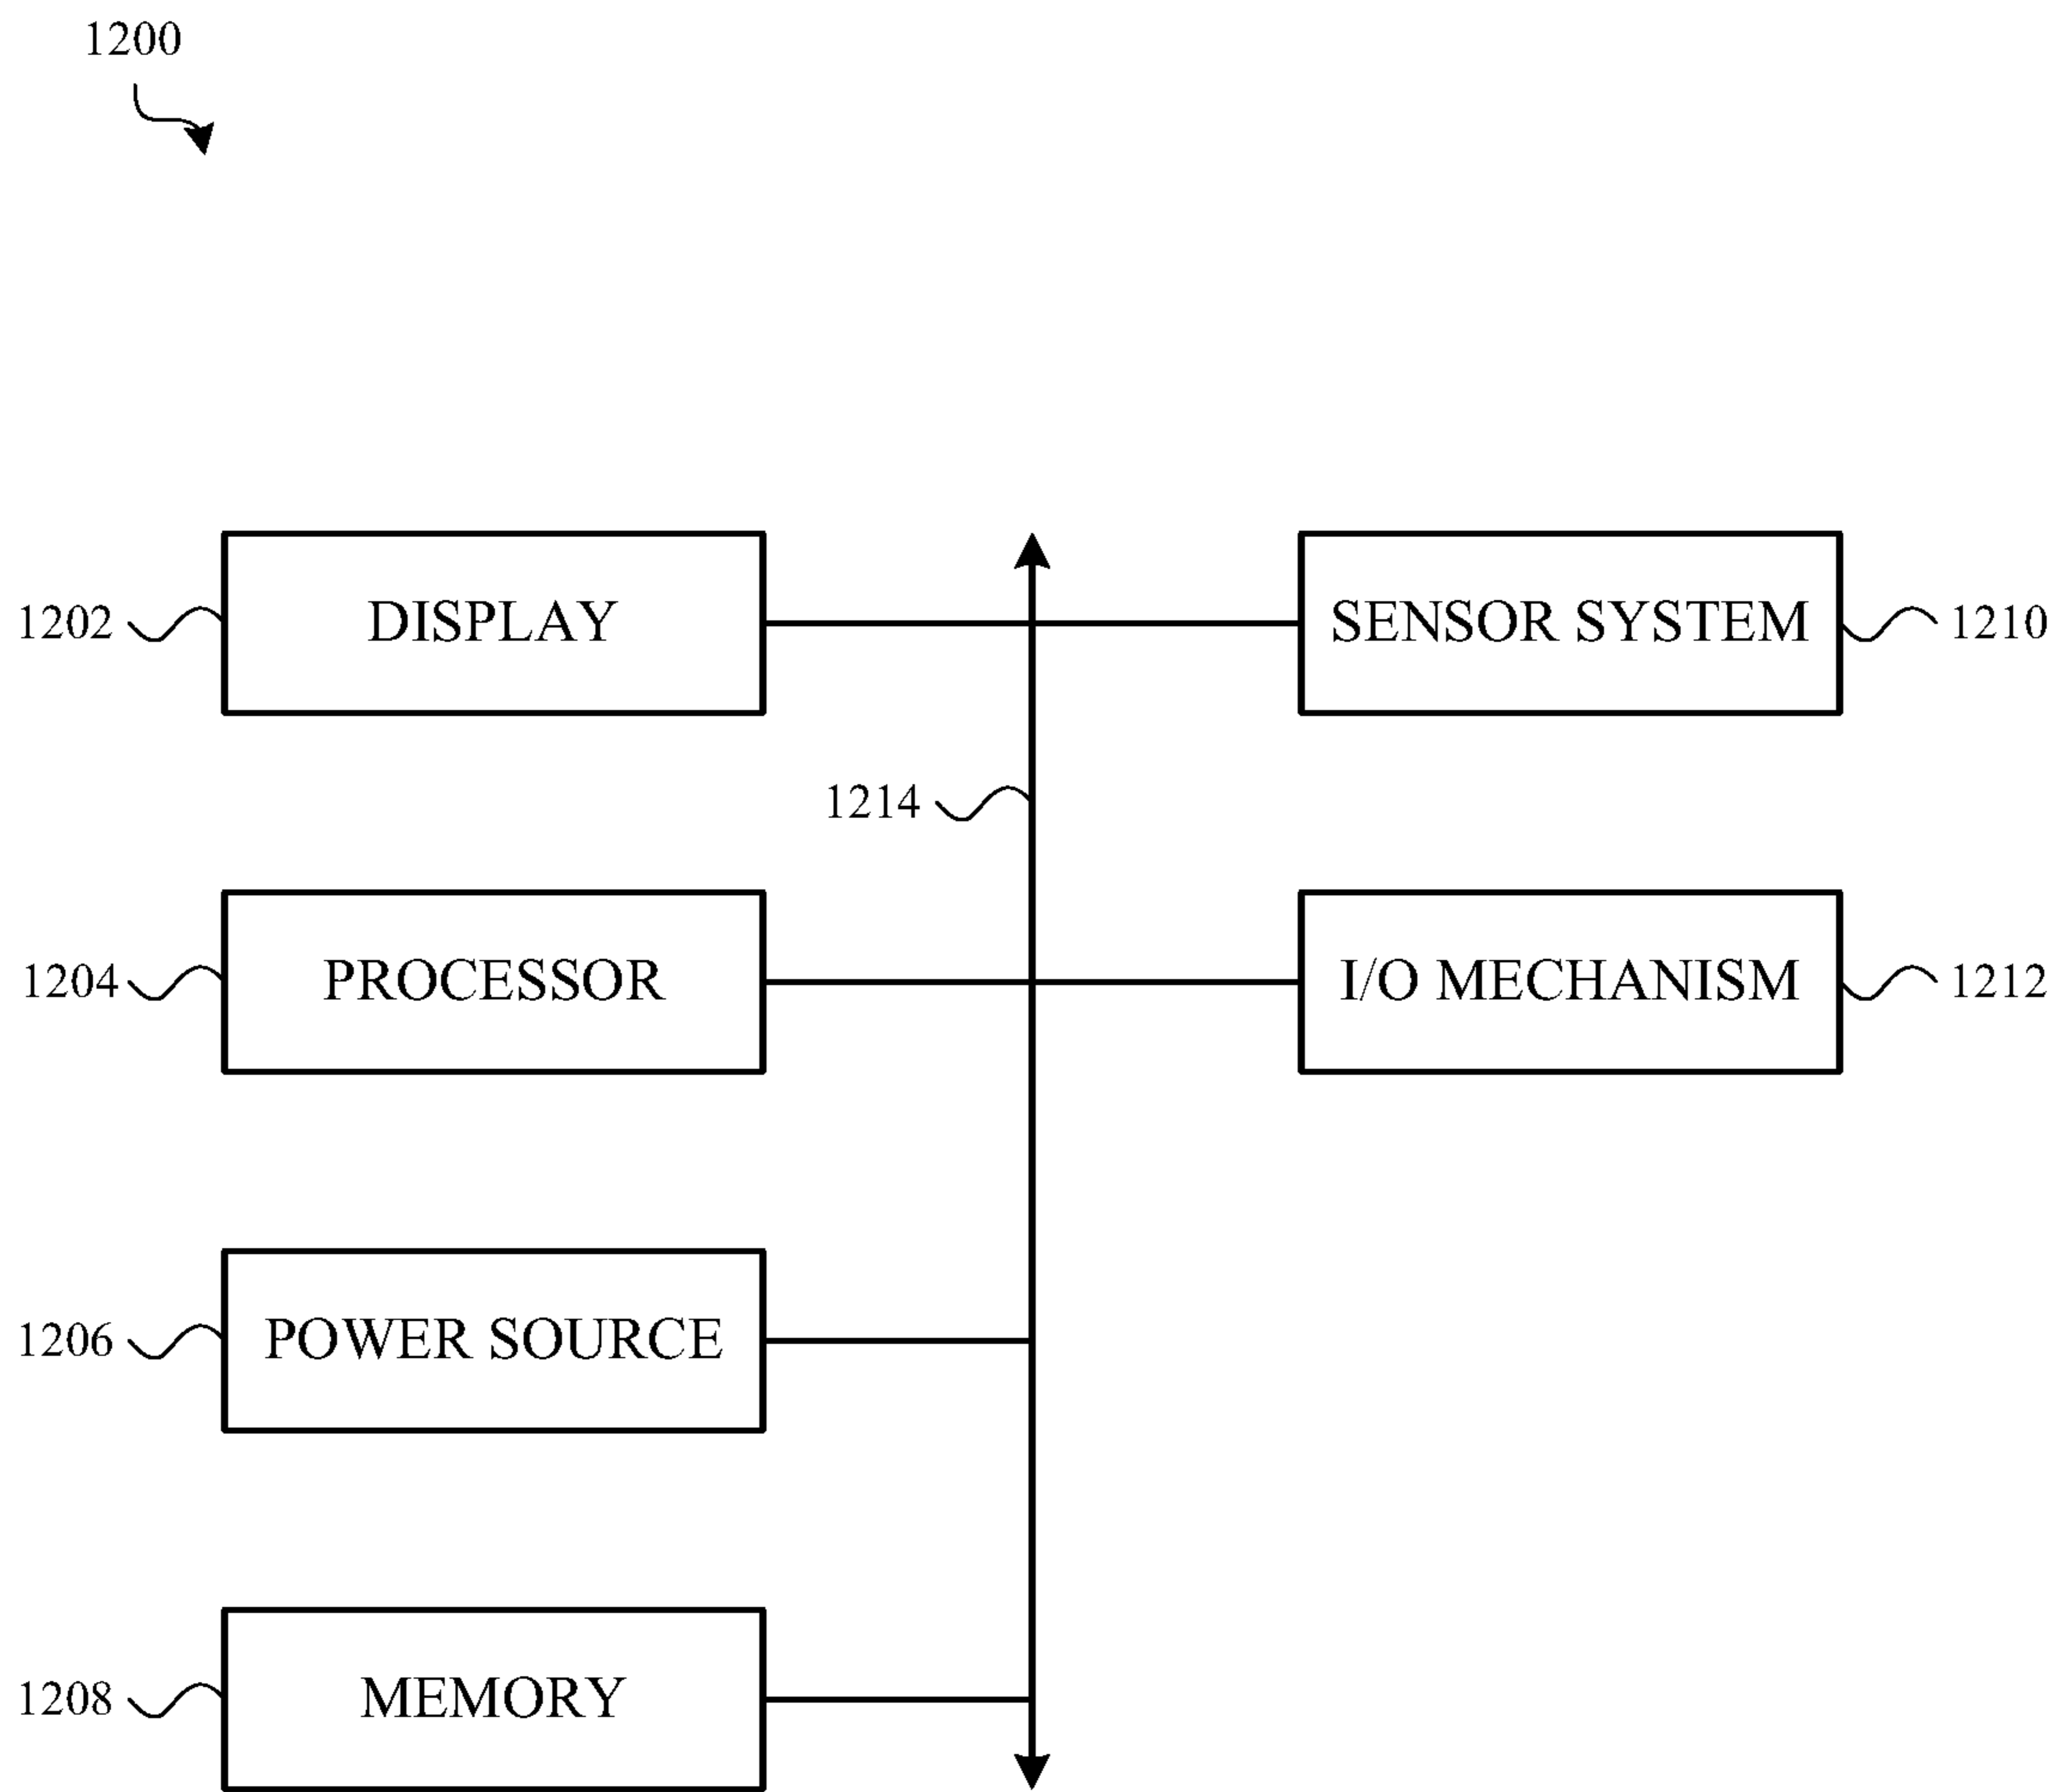 1200
1202 DISPLAY SENSOR SYSTEM 1210
1214
1204 PROCESSOR I/O MECHANISM 1212
1206 POWER SOURCE
1208 MEMORY